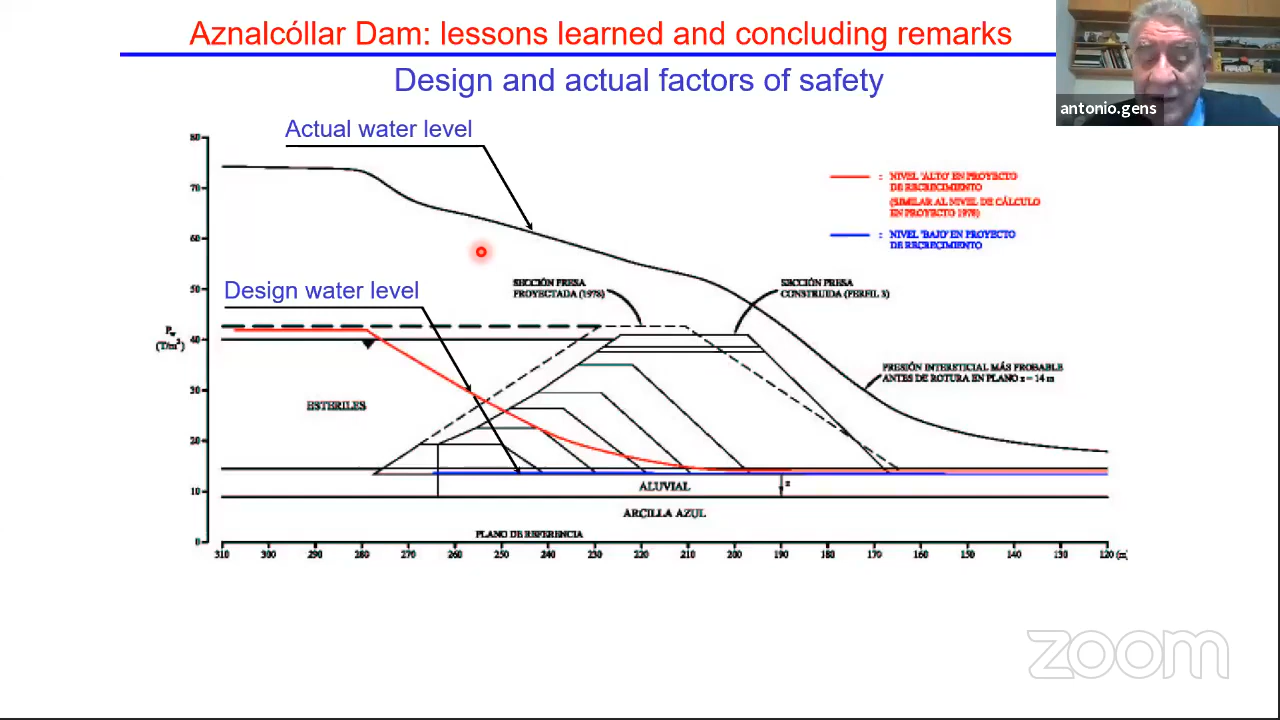 Aznalcóllar Dam: lessons learned and concluding remarks
Design and actual factors of safety
antonio.gens
Actual water level
Design water level
: NIVEL 'ALTO' EN PROYECTO
DE RECRECIMIENTO
(SIMILAR AL NIVEL DE CÁLCULO
EN PROYECTO 1978)
: NIVEL 'BAJO' EN PROYECTO
DE RECRECIMIENTO
SECCIÓN PRESA
PROYECTADA (1978)
SECCIÓN PRESA
CONSTRUIDA (PERFIL 3)
PRESIÓN INTERSTICIAL MÁS PROBABLE
ANTES DE ROTURA EN PLANO z = 14 m
Pw
(T/m²)
80
70
60
50
40
30
20
10
0
ESTERILES
ALUVIAL
z
ARCILLA AZUL
PLANO DE REFERENCIA
310 300 290 280 270 260 250 240 230 220 210 200 190 180 170 160 150 140 130 120 (m)
zoom